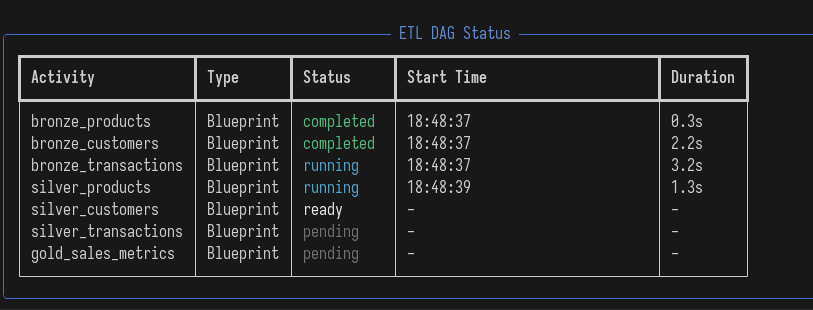 ETL DAG Status
Activity Type Status Start Time Duration
bronze_products Blueprint completed 18:48:37 0.3s
bronze_customers Blueprint completed 18:48:37 2.2s
bronze_transactions Blueprint running 18:48:37 3.2s
silver_products Blueprint running 18:48:39 1.3s
silver_customers Blueprint ready - -
silver_transactions Blueprint pending - -
gold_sales_metrics Blueprint pending - -